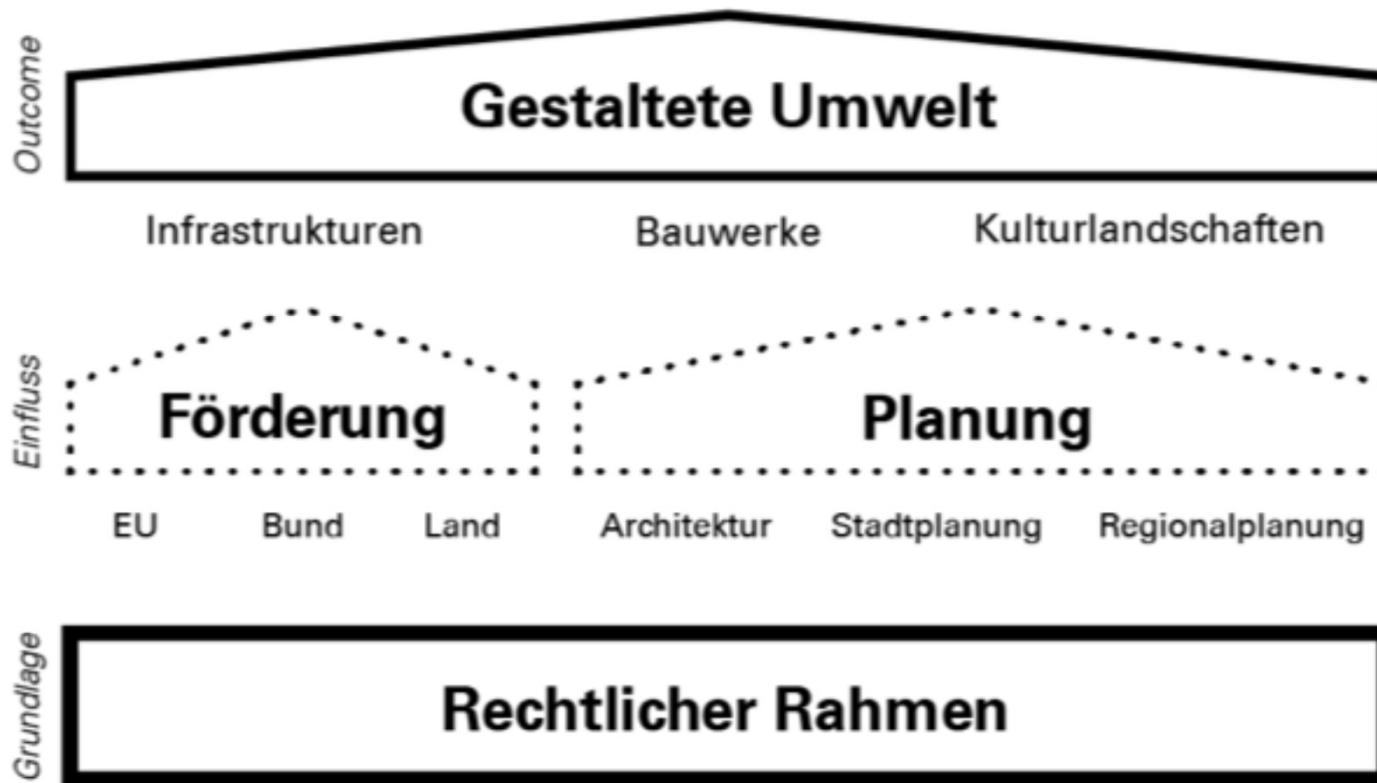 Outcome
Gestaltete Umwelt
Infrastrukturen Bauwerke Kulturlandschaften
Einfluss
Förderung Planung
EU Bund Land Architektur Stadtplanung Regionalplanung
Grundlage
Rechtlicher Rahmen